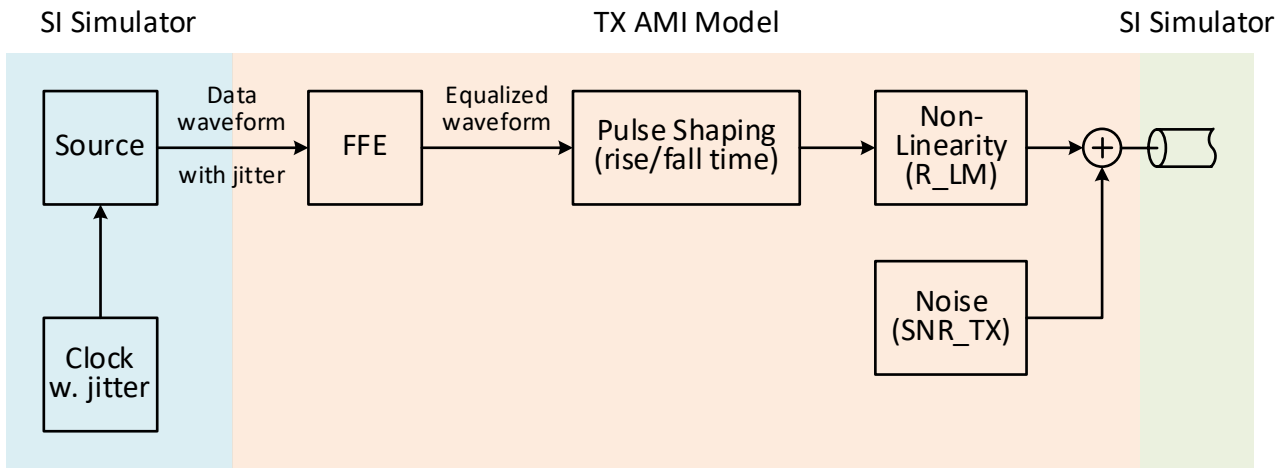 SI Simulator
TX AMI Model
SI Simulator
Source
Data
waveform
with jitter
FFE
Equalized
waveform
Pulse Shaping
(rise/fall time)
Non-
Linearity
(R_LM)
+
Noise
(SNR_TX)
Clock
w. jitter